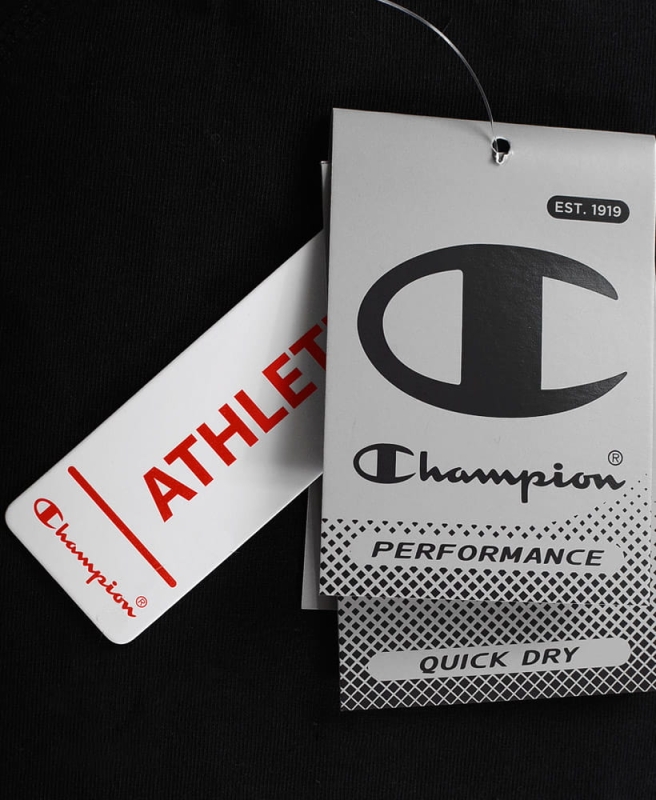 EST. 1919
Champion®
PERFORMANCE
QUICK DRY
ATHLET
Champion®